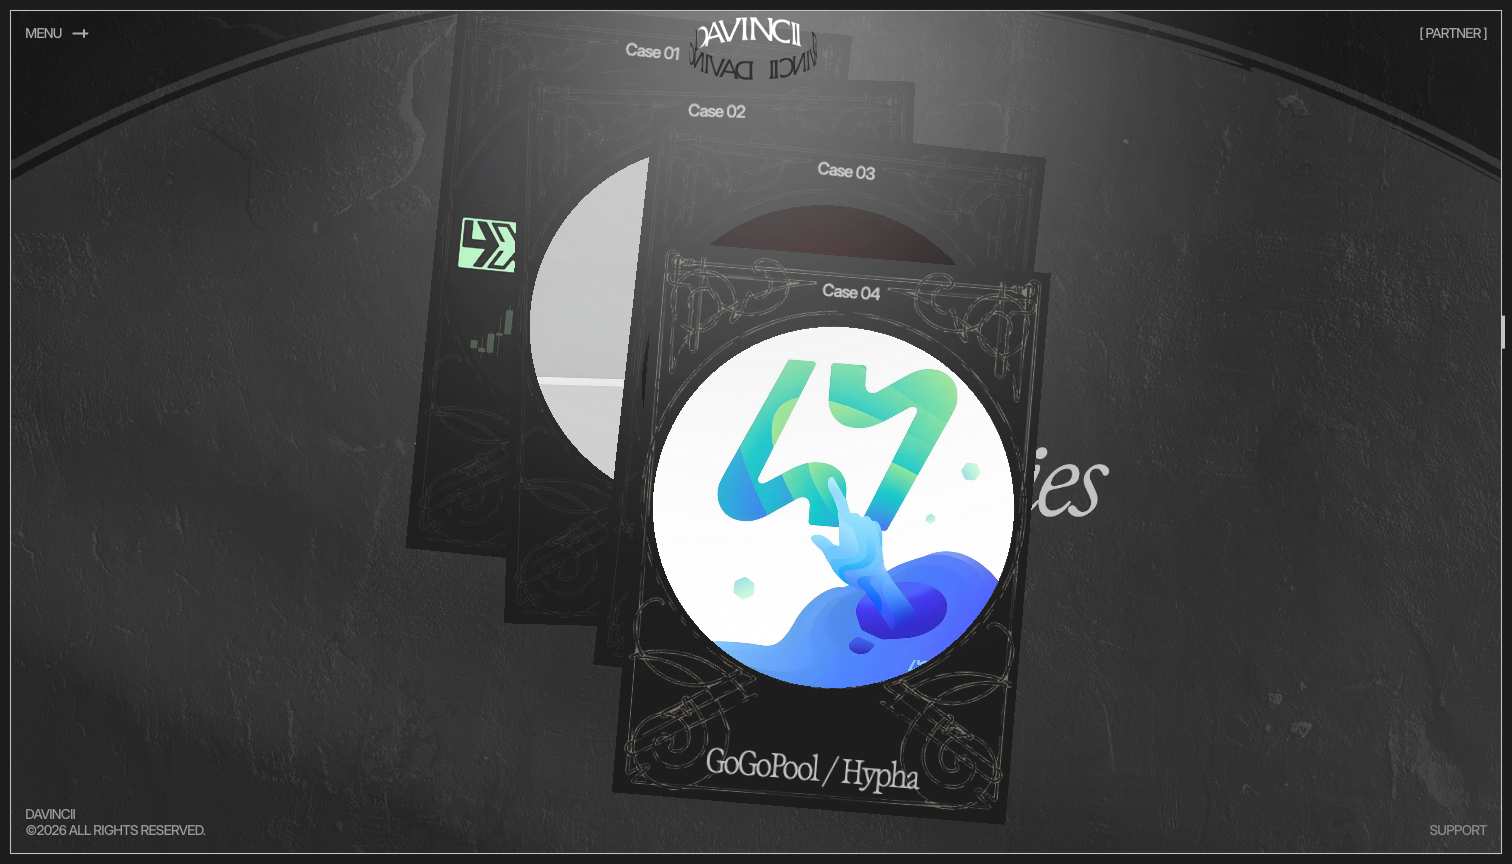 MENU
DAVINCII
[ PARTNER ]
Case 01
Case 02
Case 03
Case 04
GoGoPool / Hypha
DAVINCII
©2026 ALL RIGHTS RESERVED.
SUPPORT